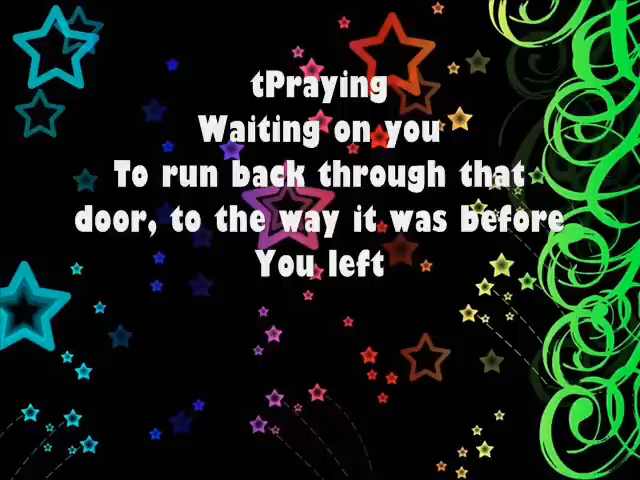 tPraying
Waiting on you
To run back through that
door, to the way it was before
You left